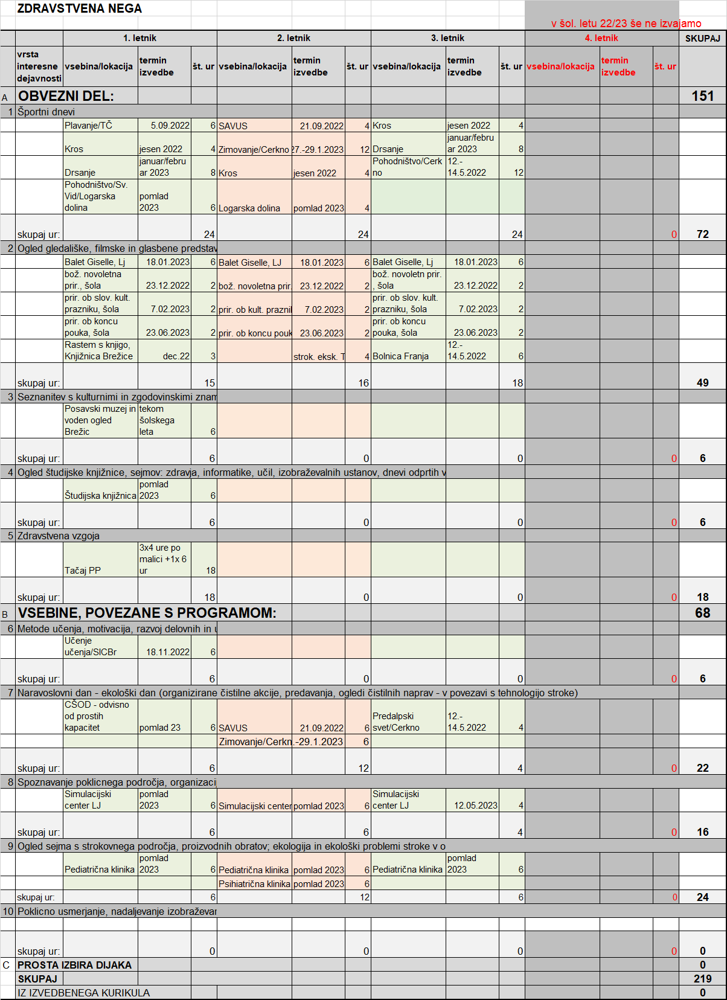 ZDRAVSTVENA NEGA
v šol. letu 22/23 še ne izvajamo
1. letnik 2. letnik 3. letnik 4. letnik SKUPAJ
vrsta interesne dejavnosti vsebina/lokacija termin izvedbe št. ur vsebina/lokacija termin izvedbe št. ur vsebina/lokacija termin izvedbe št. ur vsebina/lokacija termin izvedbe št. ur
A OBVEZNI DEL: 151
1 Športni dnevi
Plavanje/TČ 5.09.2022 6 SAVUS 21.09.2022 4 Kros jesen 2022 4
Kros jesen 2022 4 Zimovanje/Cerkno 27.-29.1.2023 12 Drsanje januar/februar 2023 8
Drsanje januar/februar 2023 8 Kros jesen 2022 4 Pohodništvo/Cerkno 12.-14.5.2022 12
Pohodništvo/Sv. Vid/Logarska dolina pomlad 2023 6 Logarska dolina pomlad 2023 4
skupaj ur: 24 24 24 0 72
2 Ogled gledališke, filmske in glasbene predstav
Balet Giselle, Lj 18.01.2023 6 Balet Giselle, LJ 18.01.2023 6 Balet Giselle, Lj 18.01.2023 6
bož. novoletna prir., šola 23.12.2022 2 bož. novoletna prir. 23.12.2022 2 bož. novoletn prir. , šola 23.12.2022 2
prir. ob slov. kult. prazniku, šola 7.02.2023 2 prir. ob kult. praznik 7.02.2023 2 prir. ob slov. kult. prazniku, šola 7.02.2023 2
prir. ob koncu pouka, šola 23.06.2023 2 prir. ob koncu pouk 23.06.2023 2 prir. ob koncu pouka, šola 23.06.2023 2
Rastem s knjigo, Knjižnica Brežice dec.22 3 strok. eksk. T 4 Bolnica Franja 12.-14.5.2022 6
skupaj ur: 15 16 18 49
3 Seznanitev s kulturnimi in zgodovinskimi znam
Posavski muzej in voden ogled Brežic tekom šolskega leta 6
skupaj ur: 6 0 0 0 6
4 Ogled študijske knjižnice, sejmov: zdravja, informatike, učil, izobraževalnih ustanov, dnevi odprtih v
Študijska knjižnica pomlad 2023 6
skupaj ur: 6 0 0 0 6
5 Zdravstvena vzgoja
Tačaj PP 3x4 ure po malici +1x 6 ur 18
skupaj ur: 18 0 0 0 18
B VSEBINE, POVEZANE S PROGRAMOM: 68
6 Metode učenja, motivacija, razvoj delovnih in u
Učenje učenja/SICBr 18.11.2022 6
skupaj ur: 6 0 0 0 6
7 Naravoslovni dan - ekološki dan (organizirane čistilne akcije, predavanja, ogledi čistilnih naprav - v povezavi s tehnologijo stroke)
CŠOD - odvisno od prostih kapacitet pomlad 23 6 SAVUS 21.09.2022 6 Predalpski svet/Cerkno 12.-14.5.2022 4
Zimovanje/Cerkn .-29.1.2023 6
skupaj ur: 6 12 4 0 22
8 Spoznavanje poklicnega področja, organizacij
Simulacijski center LJ pomlad 2023 6 Simulacijski center pomlad 2023 6 Simulacijski center LJ 12.05.2023 4
skupaj ur: 6 6 4 0 16
9 Ogled sejma s strokovnega področja, proizvodnih obratov; ekologija in ekološki problemi stroke v o
Pediatrična klinika pomlad 2023 6 Pediatrična klinika pomlad 2023 6 Pediatrična klinika pomlad 2023 6
Psihiatrična klinika pomlad 2023 6
skupaj ur: 6 12 6 0 24
10 Poklicno usmerjanje, nadaljevanje izobraževan
skupaj ur: 0 0 0 0 0
C PROSTA IZBIRA DIJAKA 0
SKUPAJ 219
IZ IZVEDBENEGA KURIKULA 0